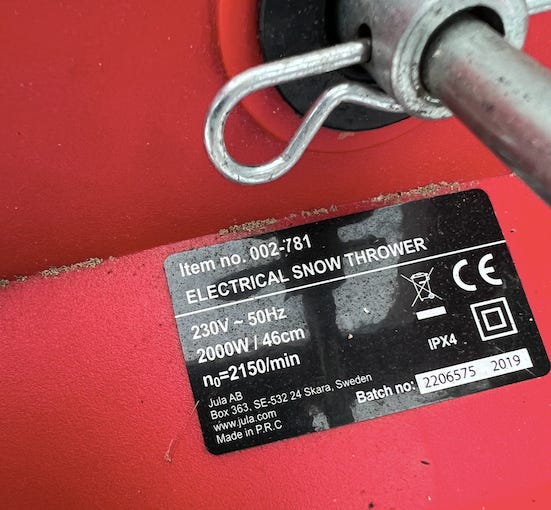 Item no. 002-781
ELECTRICAL SNOW THROWER
230V ~ 50Hz
2000W / 46cm
n₀=2150/min
CE
IPX4
Jula AB
Box 363, SE-532 24 Skara, Sweden
www.jula.com
Made in P.R.C
Batch no: 2206575 2019